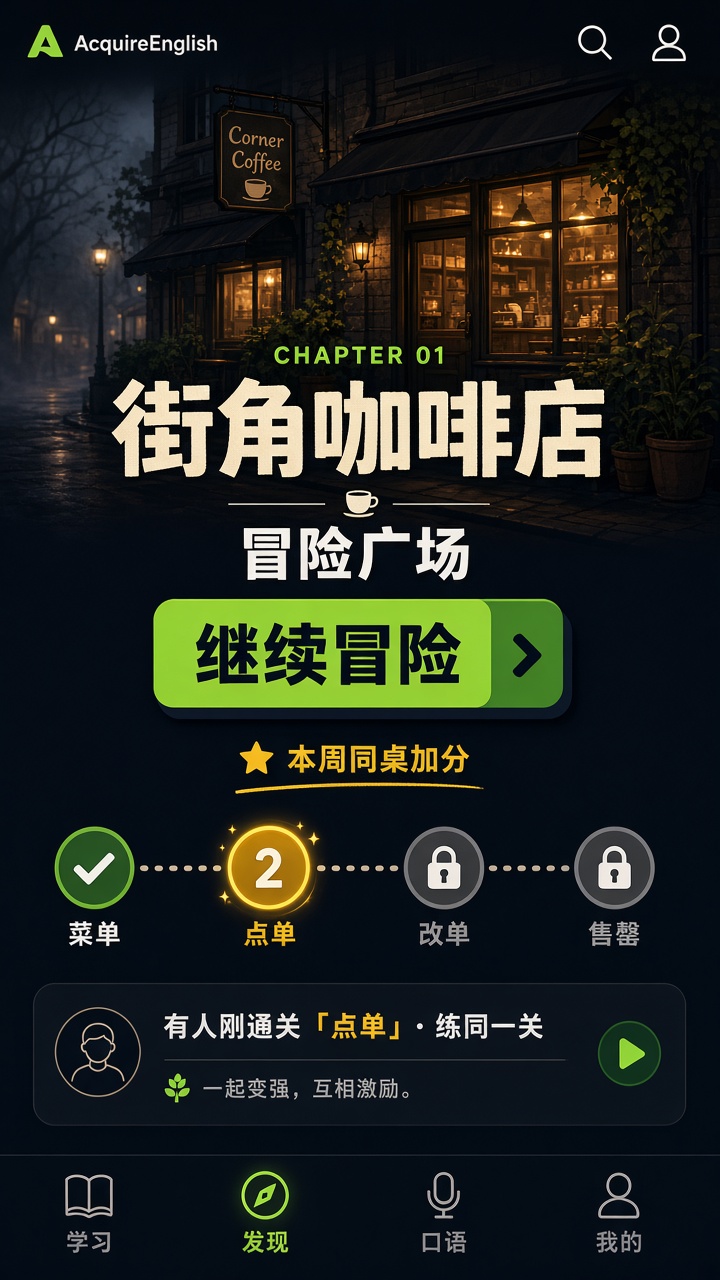 AcquireEnglish
Corner
Coffee
CHAPTER 01
街角咖啡店
冒险广场
继续冒险
本周同桌加分
2
菜单
点单
改单
售罄
有人刚通关「点单」· 练同一关
一起变强，互相激励。
学习
发现
口语
我的